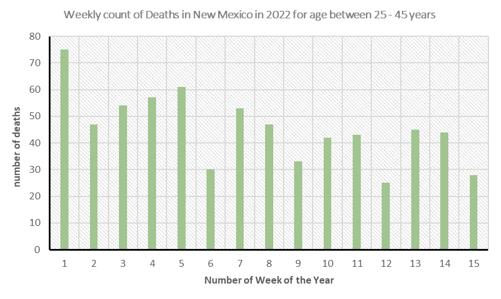 Weekly count of Deaths in New Mexico in 2022 for age between 25 - 45 years
80
70
60
50
40
30
20
10
0
number of deaths
1 2 3 4 5 6 7 8 9 10 11 12 13 14 15
Number of Week of the Year